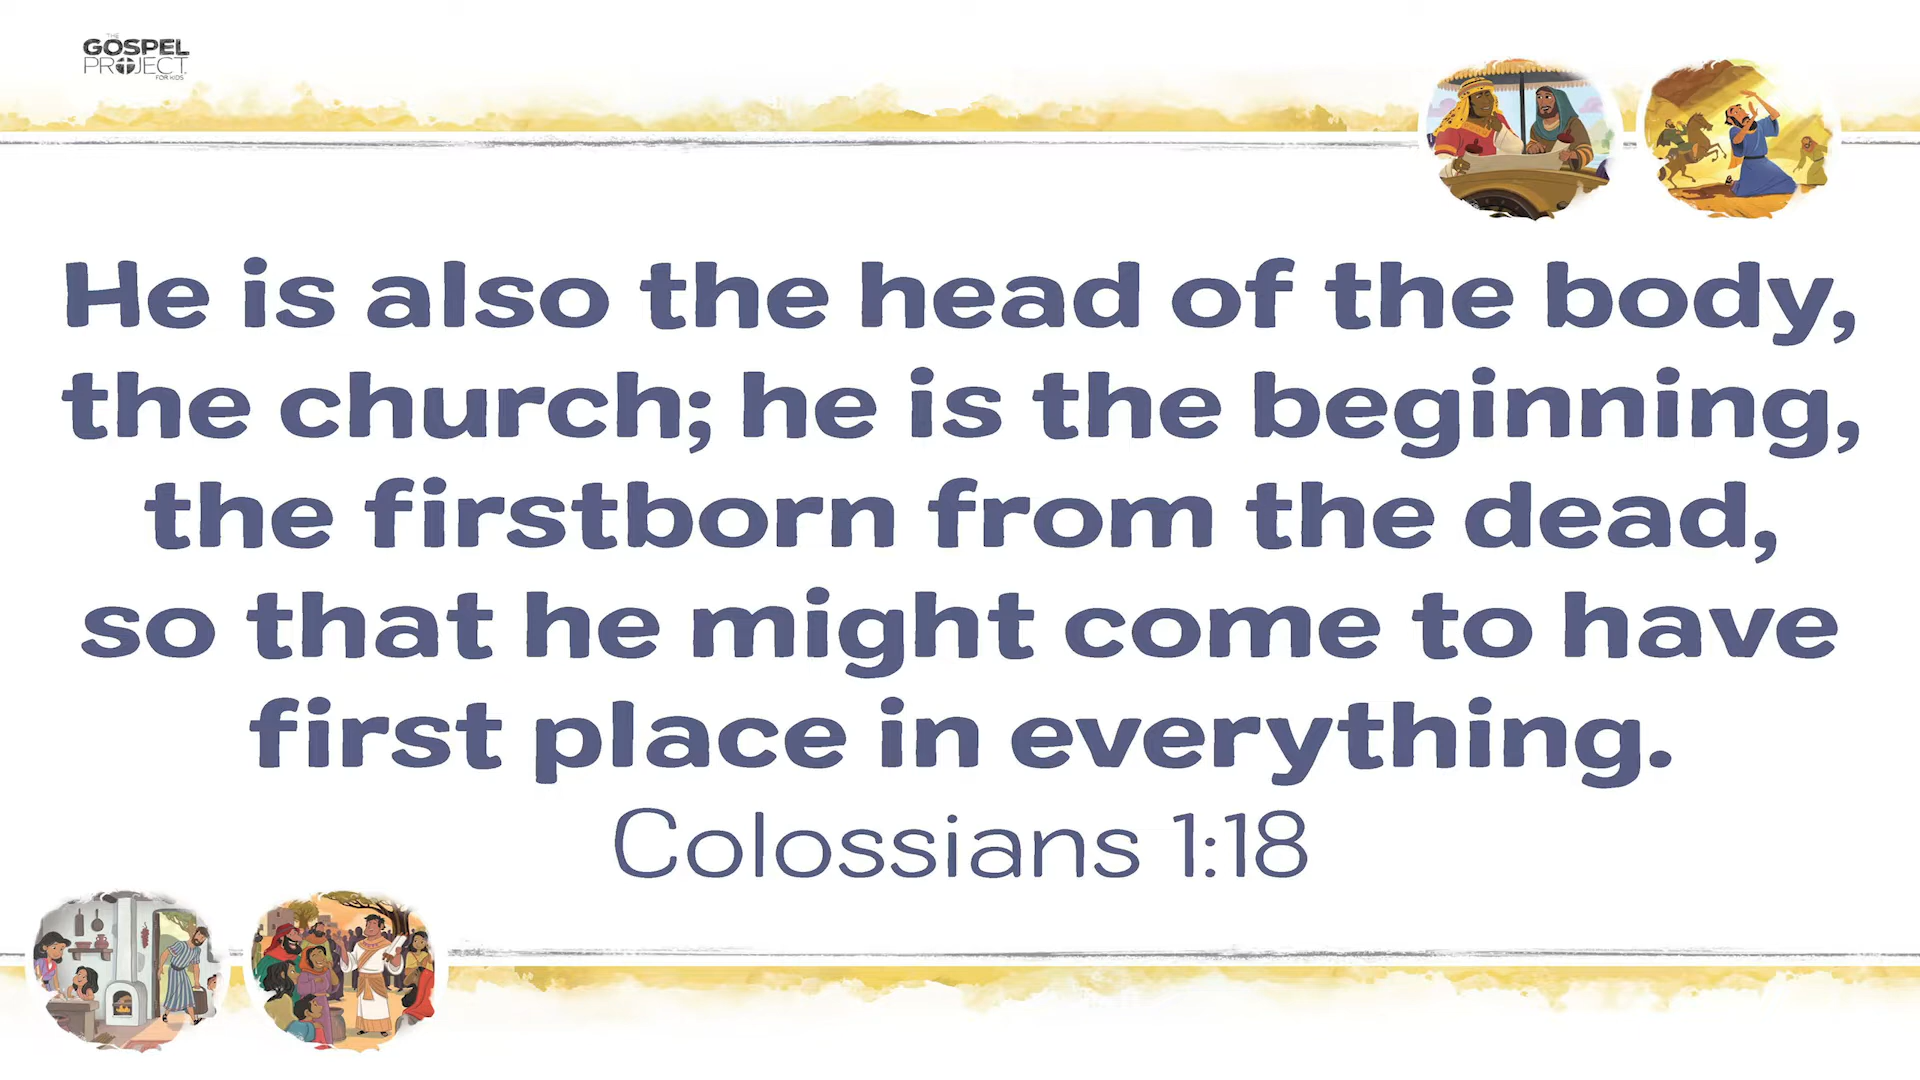 THE
GOSPEL
PROJECT
FOR KIDS
He is also the head of the body,
the church; he is the beginning,
the firstborn from the dead,
so that he might come to have
first place in everything.
Colossians 1:18